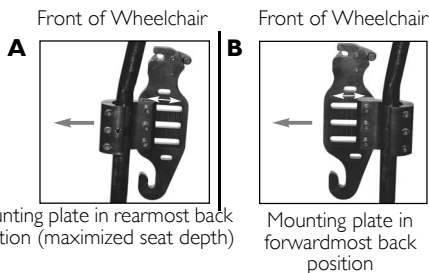 Front of Wheelchair
Front of Wheelchair
A
B
unting plate in rearmost back
tion (maximized seat depth)
Mounting plate in
forwardmost back
position